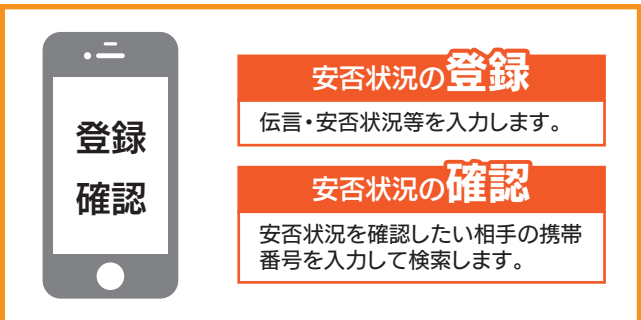 登録
確認
安否状況の登録
伝言・安否状況等を入力します。
安否状況の確認
安否状況を確認したい相手の携帯
番号を入力して検索します。